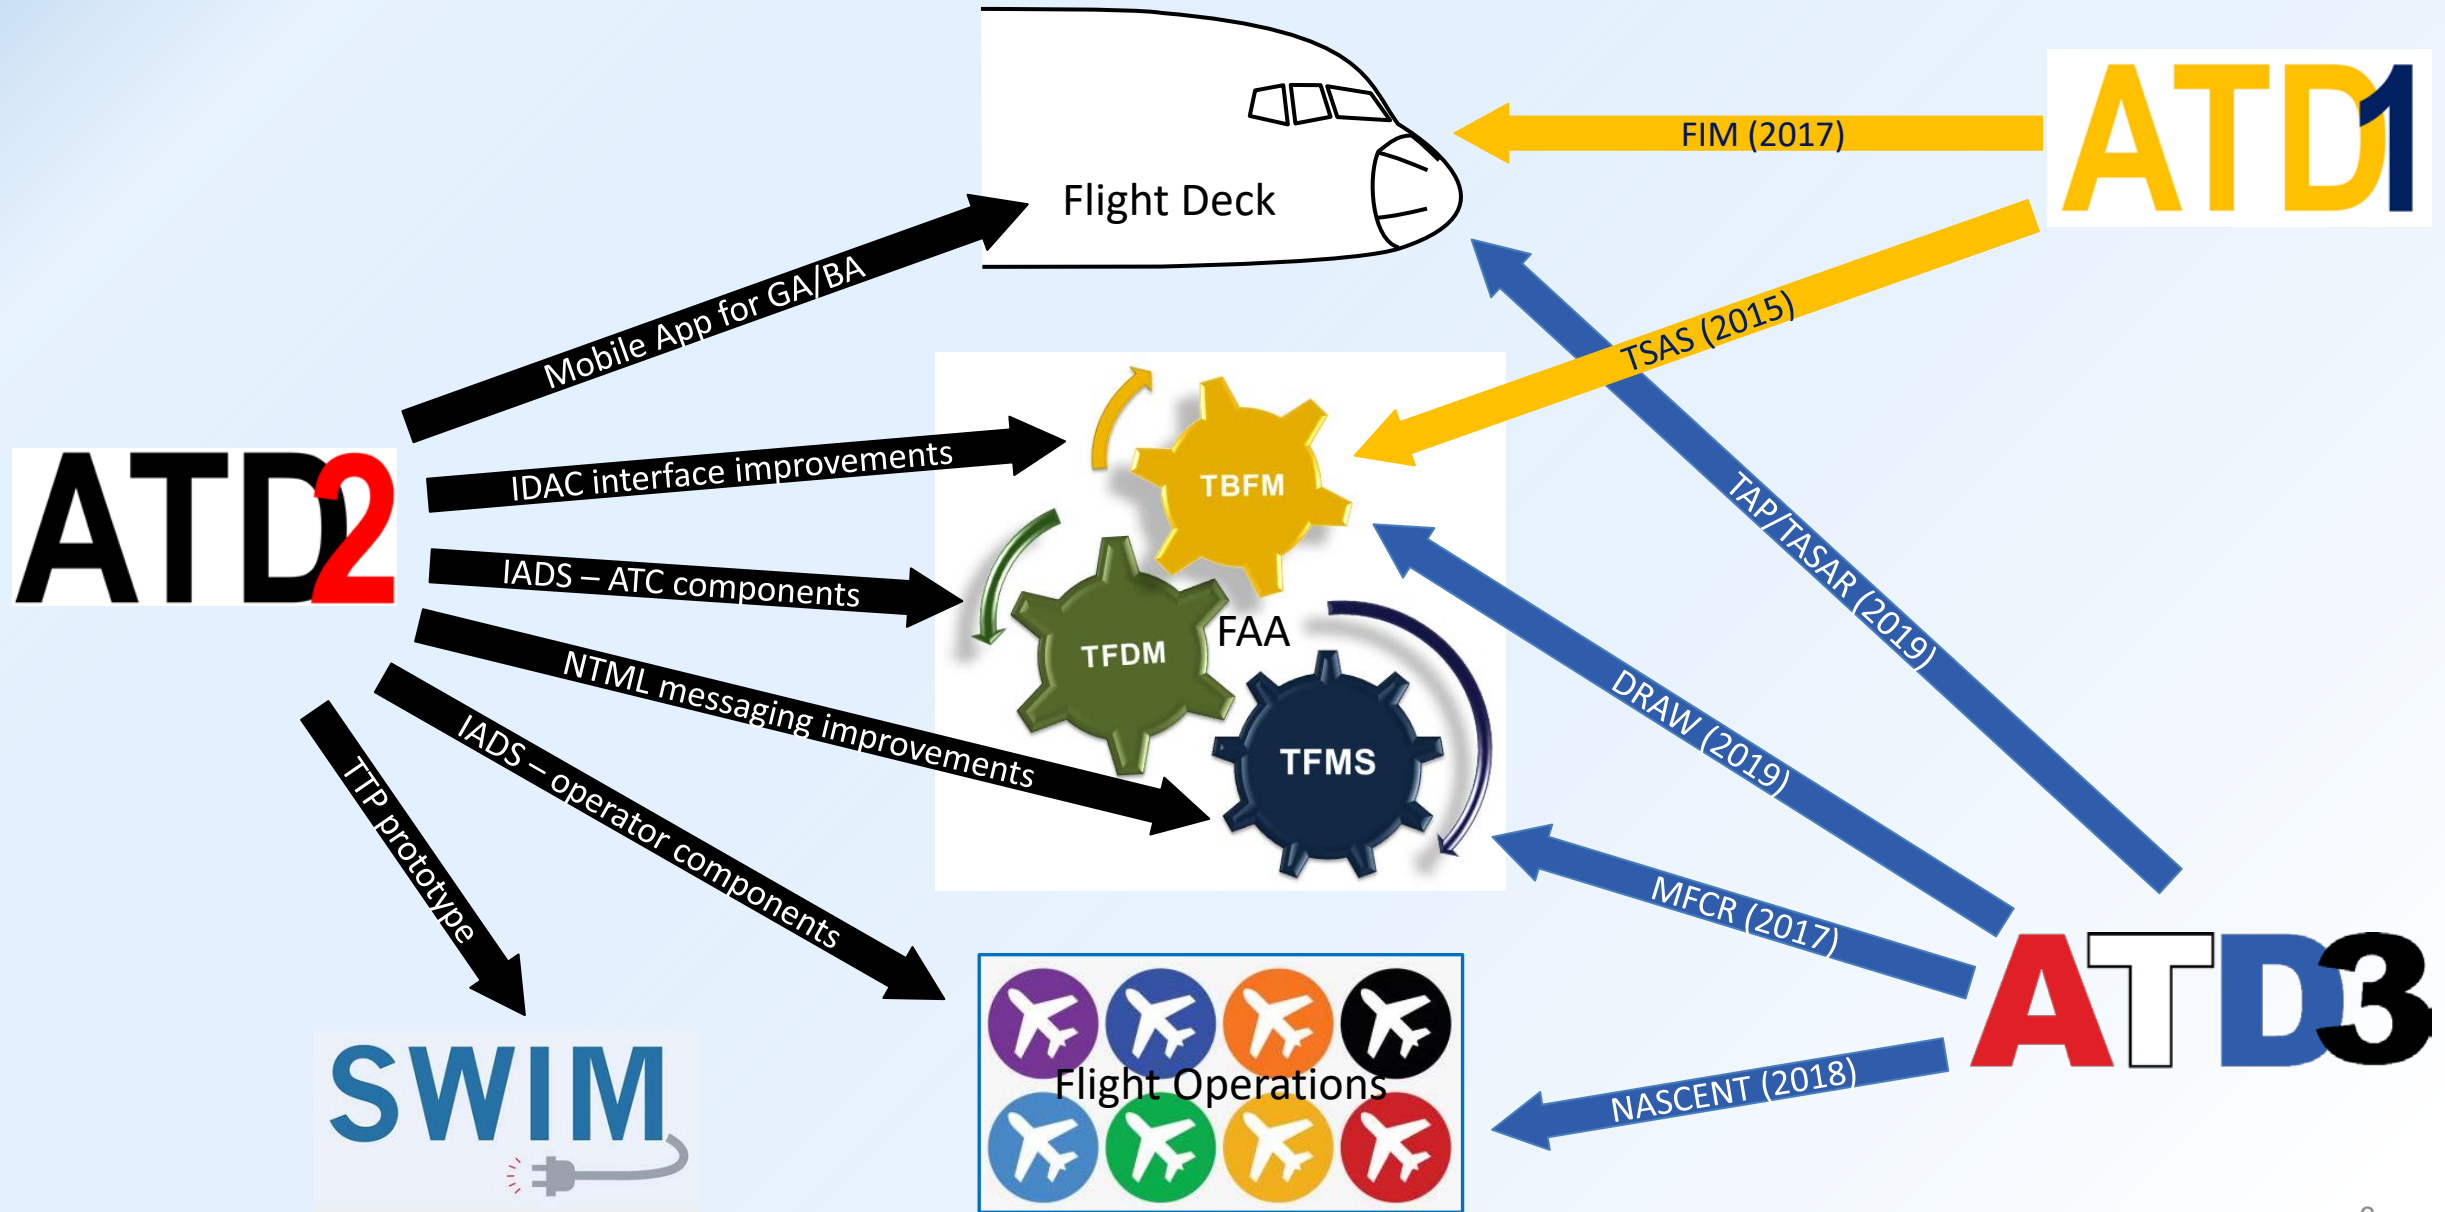 ATD1
FIM (2017)
Flight Deck
Mobile App for GA/BA
TSAS (2015)
ATD2
IDAC interface improvements
TBFM
TAP/TASAR (2019)
IADS – ATC components
FAA
TFDM
NTML messaging improvements
DRAW (2019)
TFMS
IADS – operator components
TTP prototype
MFCR (2017)
ATD3
SWIM
Flight Operations
NASCENT (2018)